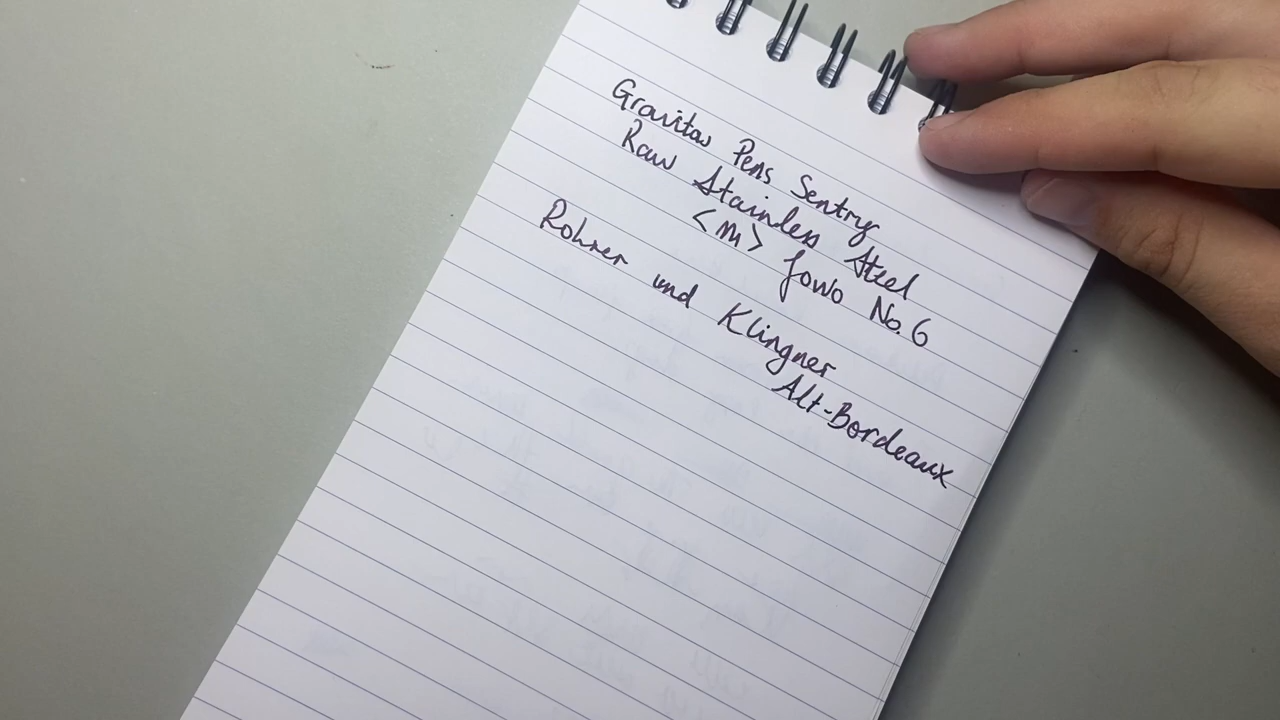 Gravitas Pens Sentry
Raw Stainless Steel
<M> Jowo No.6
Rohrer und Klingner
Alt-Bordeaux